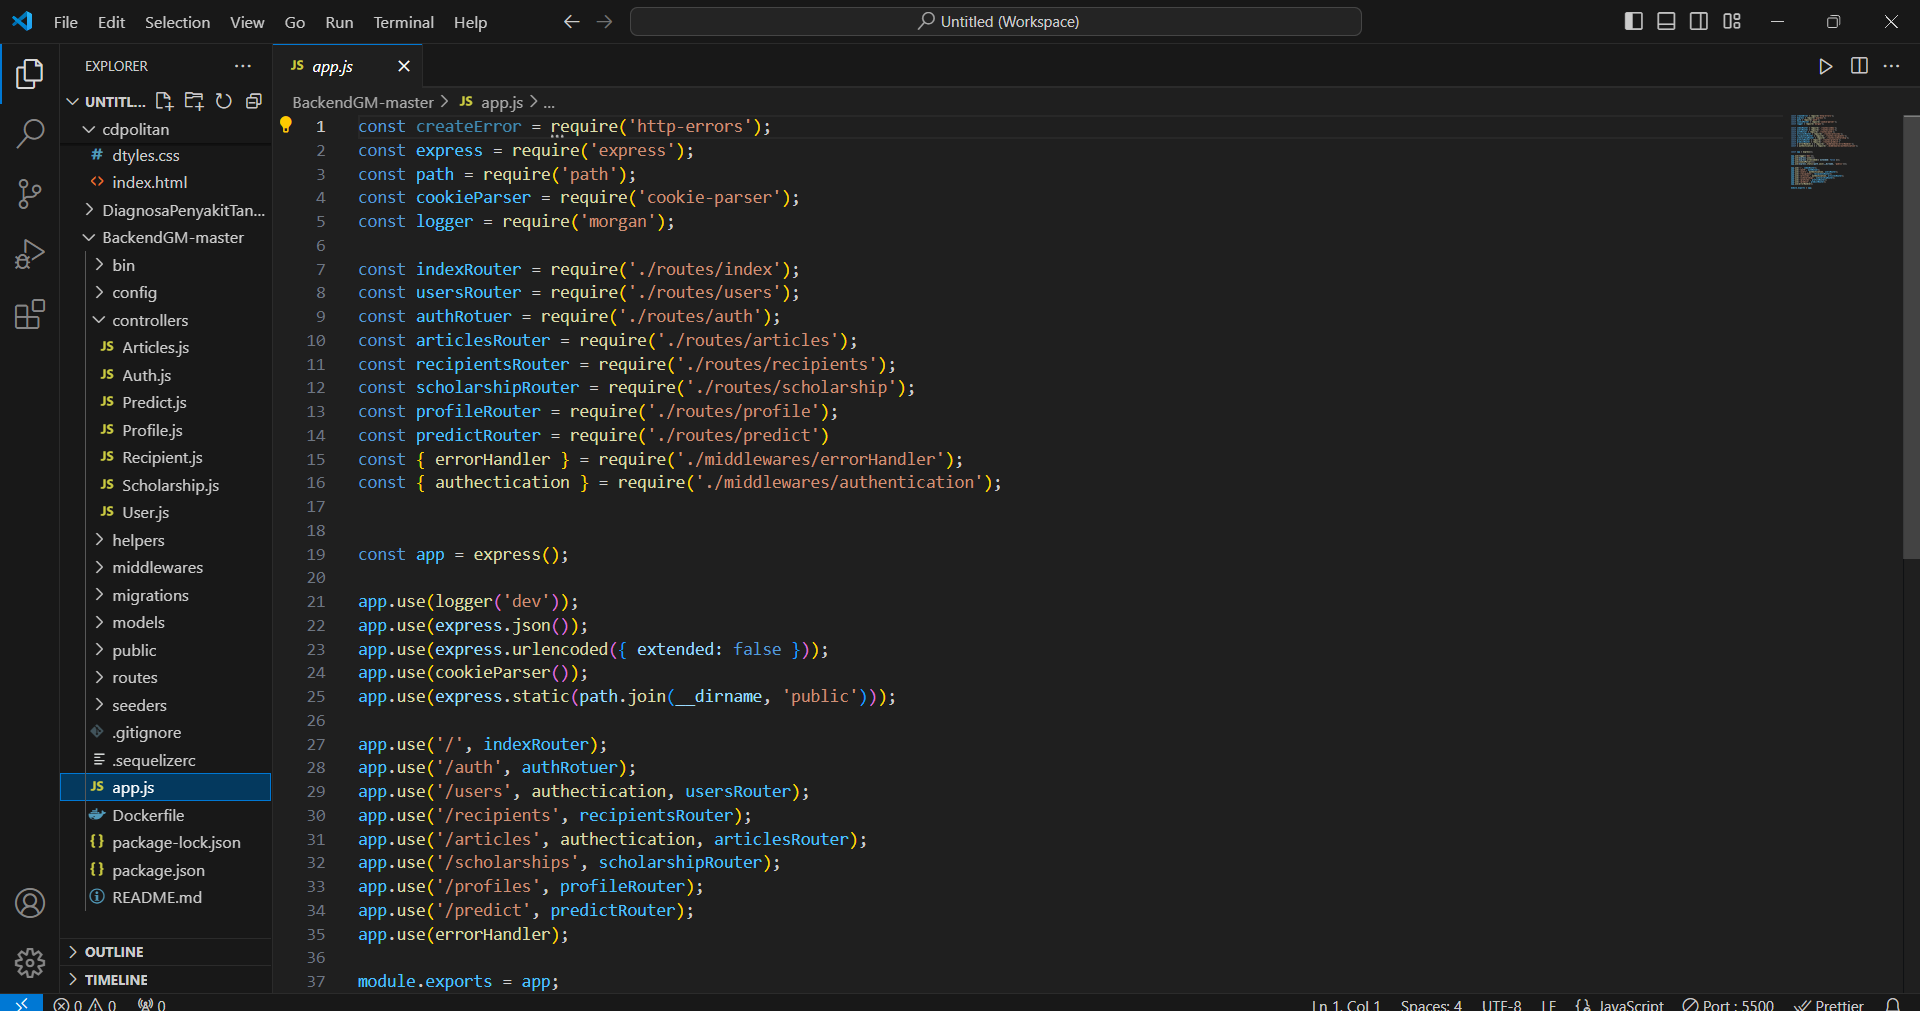 File Edit Selection View Go Run Terminal Help
Untitled (Workspace)
EXPLORER
UNTITL...
cdpolitan
# dtyles.css
<> index.html
DiagnosaPenyakitTan...
BackendGM-master
bin
config
controllers
JS Articles.js
JS Auth.js
JS Predict.js
JS Profile.js
JS Recipient.js
JS Scholarship.js
JS User.js
helpers
middlewares
migrations
models
public
routes
seeders
.gitignore
.sequelizerc
JS app.js
Dockerfile
{} package-lock.json
{} package.json
README.md
OUTLINE
TIMELINE
JS app.js
BackendGM-master > JS app.js > ...
1 const createError = require('http-errors');
2 const express = require('express');
3 const path = require('path');
4 const cookieParser = require('cookie-parser');
5 const logger = require('morgan');
6
7 const indexRouter = require('./routes/index');
8 const usersRouter = require('./routes/users');
9 const authRotuer = require('./routes/auth');
10 const articlesRouter = require('./routes/articles');
11 const recipientsRouter = require('./routes/recipients');
12 const scholarshipRouter = require('./routes/scholarship');
13 const profileRouter = require('./routes/profile');
14 const predictRouter = require('./routes/predict')
15 const { errorHandler } = require('./middlewares/errorHandler');
16 const { authectication } = require('./middlewares/authentication');
17
18
19 const app = express();
20
21 app.use(logger('dev'));
22 app.use(express.json());
23 app.use(express.urlencoded({ extended: false }));
24 app.use(cookieParser());
25 app.use(express.static(path.join(__dirname, 'public')));
26
27 app.use('/', indexRouter);
28 app.use('/auth', authRotuer);
29 app.use('/users', authectication, usersRouter);
30 app.use('/recipients', recipientsRouter);
31 app.use('/articles', authectication, articlesRouter);
32 app.use('/scholarships', scholarshipRouter);
33 app.use('/profiles', profileRouter);
34 app.use('/predict', predictRouter);
35 app.use(errorHandler);
36
37 module.exports = app;
0 0 0
Ln 1, Col 1 Spaces: 4 UTF-8 LF {} JavaScript Port : 5500 Prettier